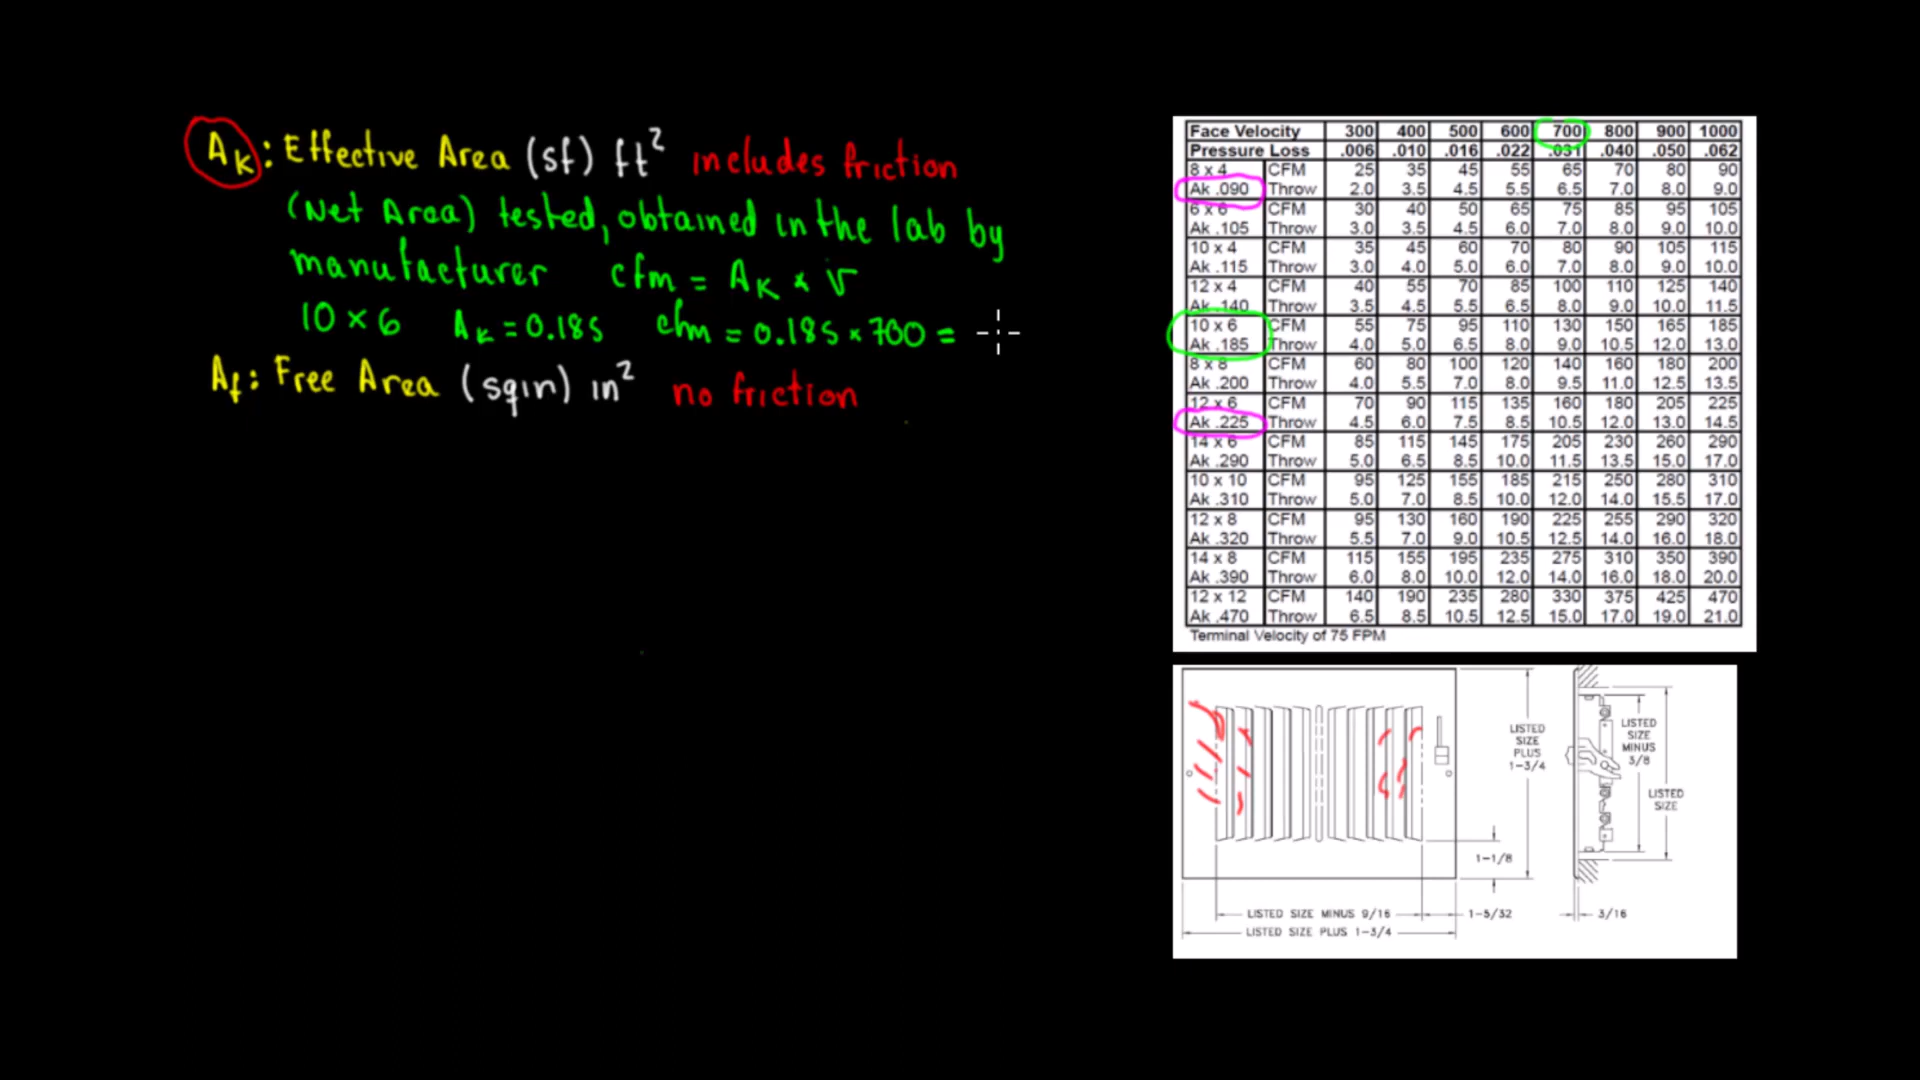 AK: Effective Area (sf) ft² includes friction
(Net Area) tested, obtained in the lab by
manufacturer cfm = AK * V
10 × 6 AK = 0.185 cfm = 0.185 * 700 =
Af: Free Area (sqin) in² no friction
Face Velocity 300 400 500 600 700 800 900 1000
Pressure Loss .006 .010 .016 .022 .031 .040 .050 .062
8 x 4 CFM 25 35 45 55 65 70 80 90
Ak .090 Throw 2.0 3.5 4.5 5.5 6.5 7.0 8.0 9.0
6 x 6 CFM 30 40 50 65 75 85 95 105
Ak .105 Throw 3.0 3.5 4.5 6.0 7.0 8.0 9.0 10.0
10 x 4 CFM 35 45 60 70 80 90 105 115
Ak .115 Throw 3.0 4.0 5.0 6.0 7.0 8.0 9.0 10.0
12 x 4 CFM 40 55 70 85 100 110 125 140
Ak .140 Throw 3.5 4.5 5.5 6.5 8.0 9.0 10.0 11.5
10 x 6 CFM 55 75 95 110 130 150 165 185
Ak .185 Throw 4.0 5.0 6.5 8.0 9.0 10.5 12.0 13.0
8 x 8 CFM 60 80 100 120 140 160 180 200
Ak .200 Throw 4.0 5.5 7.0 8.0 9.5 11.0 12.5 13.5
12 x 6 CFM 70 90 115 135 160 180 205 225
Ak .225 Throw 4.5 6.0 7.5 8.5 10.5 12.0 13.0 14.5
14 x 6 CFM 85 115 145 175 205 230 260 290
Ak .290 Throw 5.0 6.5 8.5 10.0 11.5 13.5 15.0 17.0
10 x 10 CFM 95 125 155 185 215 250 280 310
Ak .310 Throw 5.0 7.0 8.5 10.0 12.0 14.0 15.5 17.0
12 x 8 CFM 95 130 160 190 225 255 290 320
Ak .320 Throw 5.5 7.0 9.0 10.5 12.5 14.0 16.0 18.0
14 x 8 CFM 115 155 195 235 275 310 350 390
Ak .390 Throw 6.0 8.0 10.0 12.0 14.0 16.0 18.0 20.0
12 x 12 CFM 140 190 235 280 330 375 425 470
Ak .470 Throw 6.5 8.5 10.5 12.5 15.0 17.0 19.0 21.0
Terminal Velocity of 75 FPM
LISTED
SIZE
PLUS
1-3/4
LISTED
SIZE
MINUS
3/8
LISTED
SIZE
1-1/8
LISTED SIZE MINUS 9/16
1-5/32
3/16
LISTED SIZE PLUS 1-3/4